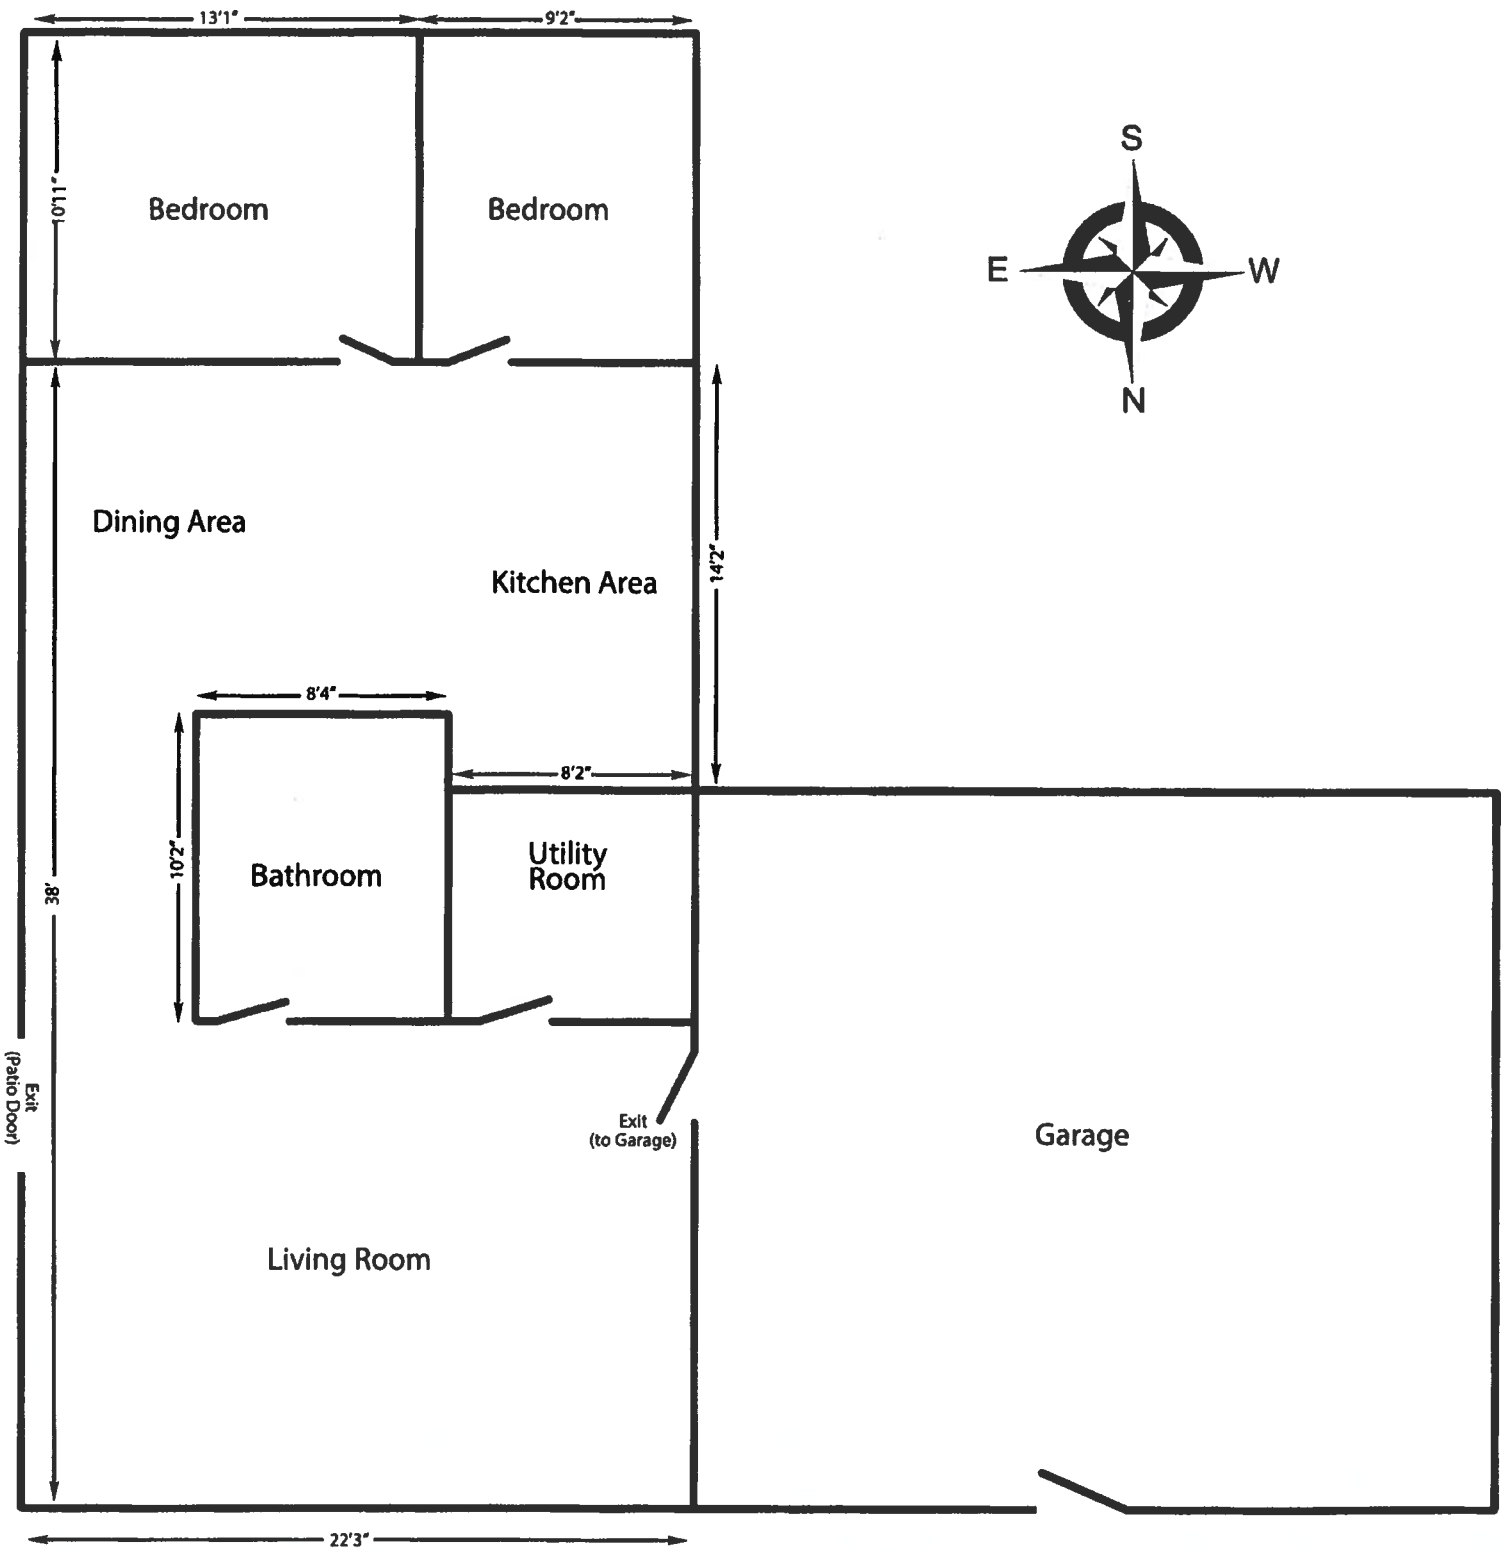 13'1"
9'2"
S
10'11"
Bedroom
Bedroom
E
W
N
Dining Area
14'2"
Kitchen Area
8'4"
8'2"
10'2"
38'
Bathroom
Utility
Room
Exit
(Patio Door)
Exit
(to Garage)
Garage
Living Room
22'3"